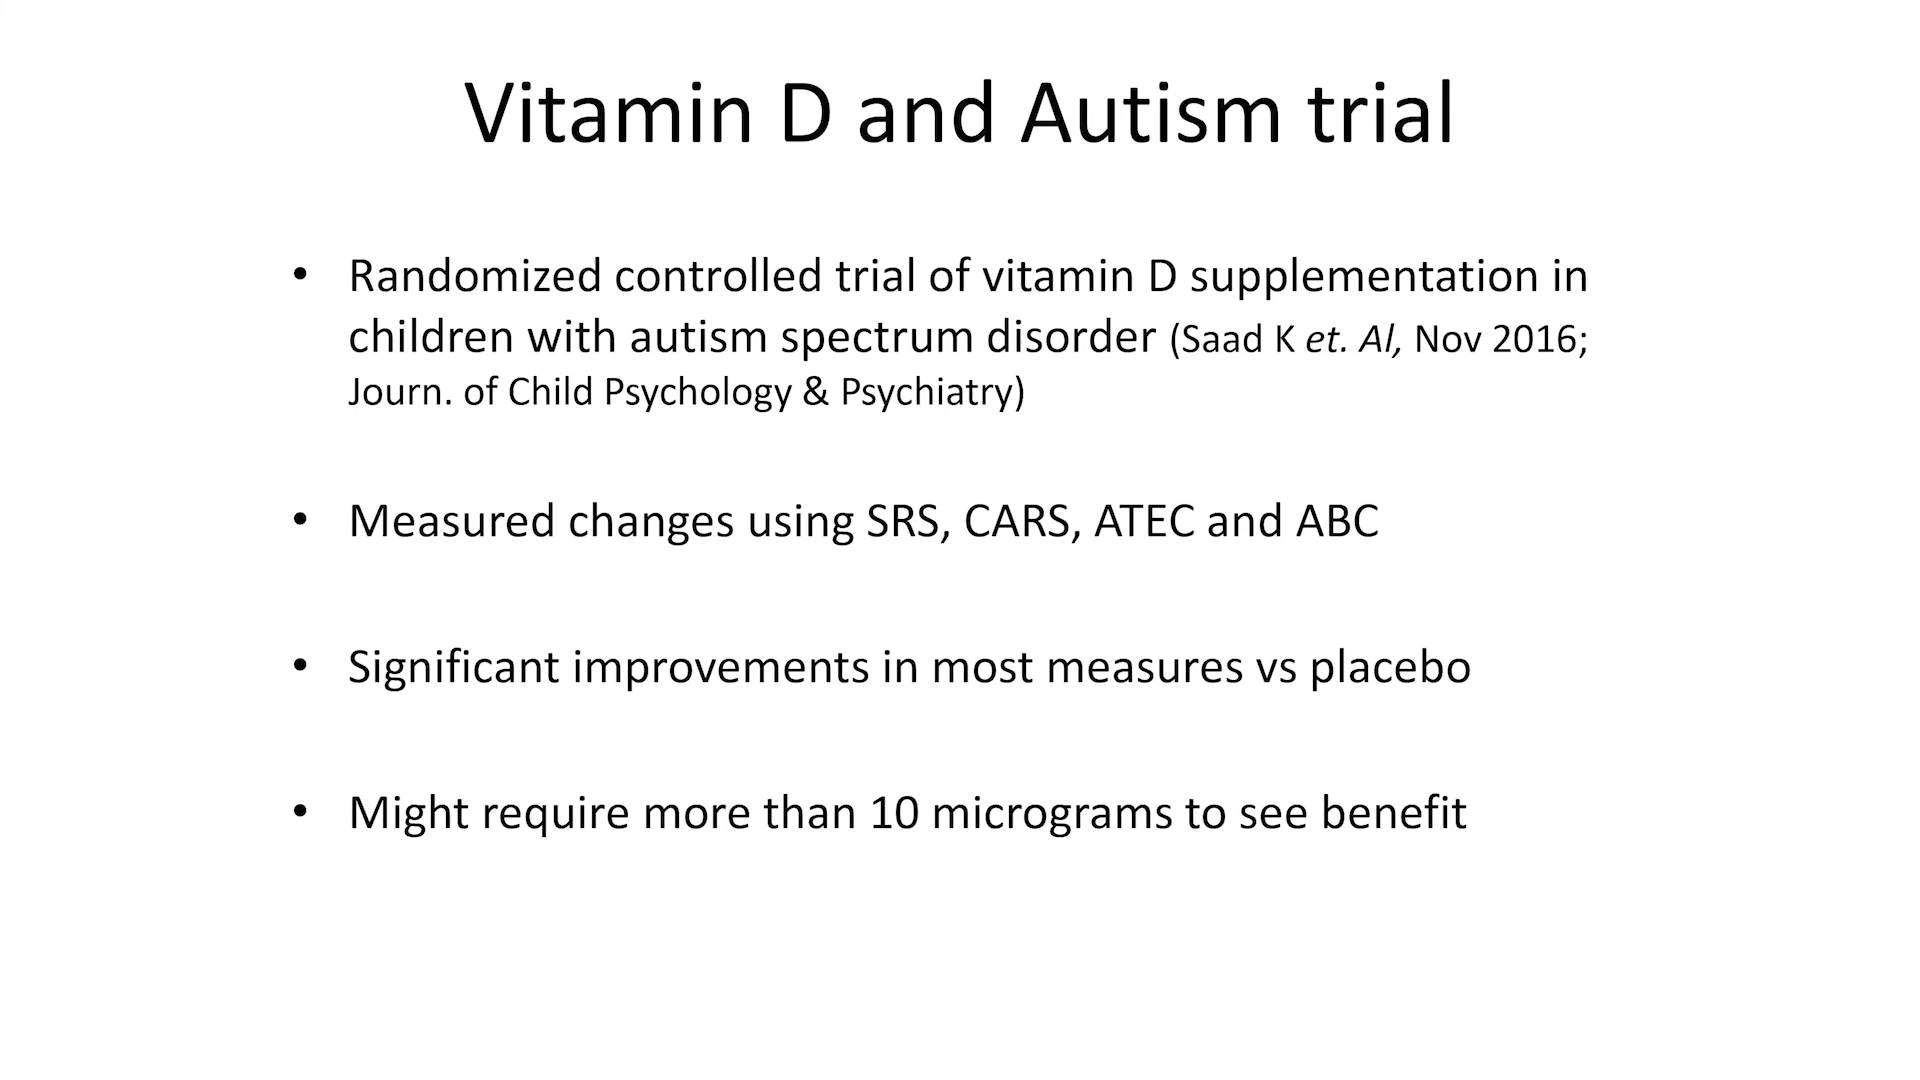 Vitamin D and Autism trial
• Randomized controlled trial of vitamin D supplementation in
children with autism spectrum disorder (Saad K et. Al, Nov 2016;
Journ. of Child Psychology & Psychiatry)
• Measured changes using SRS, CARS, ATEC and ABC
• Significant improvements in most measures vs placebo
• Might require more than 10 micrograms to see benefit